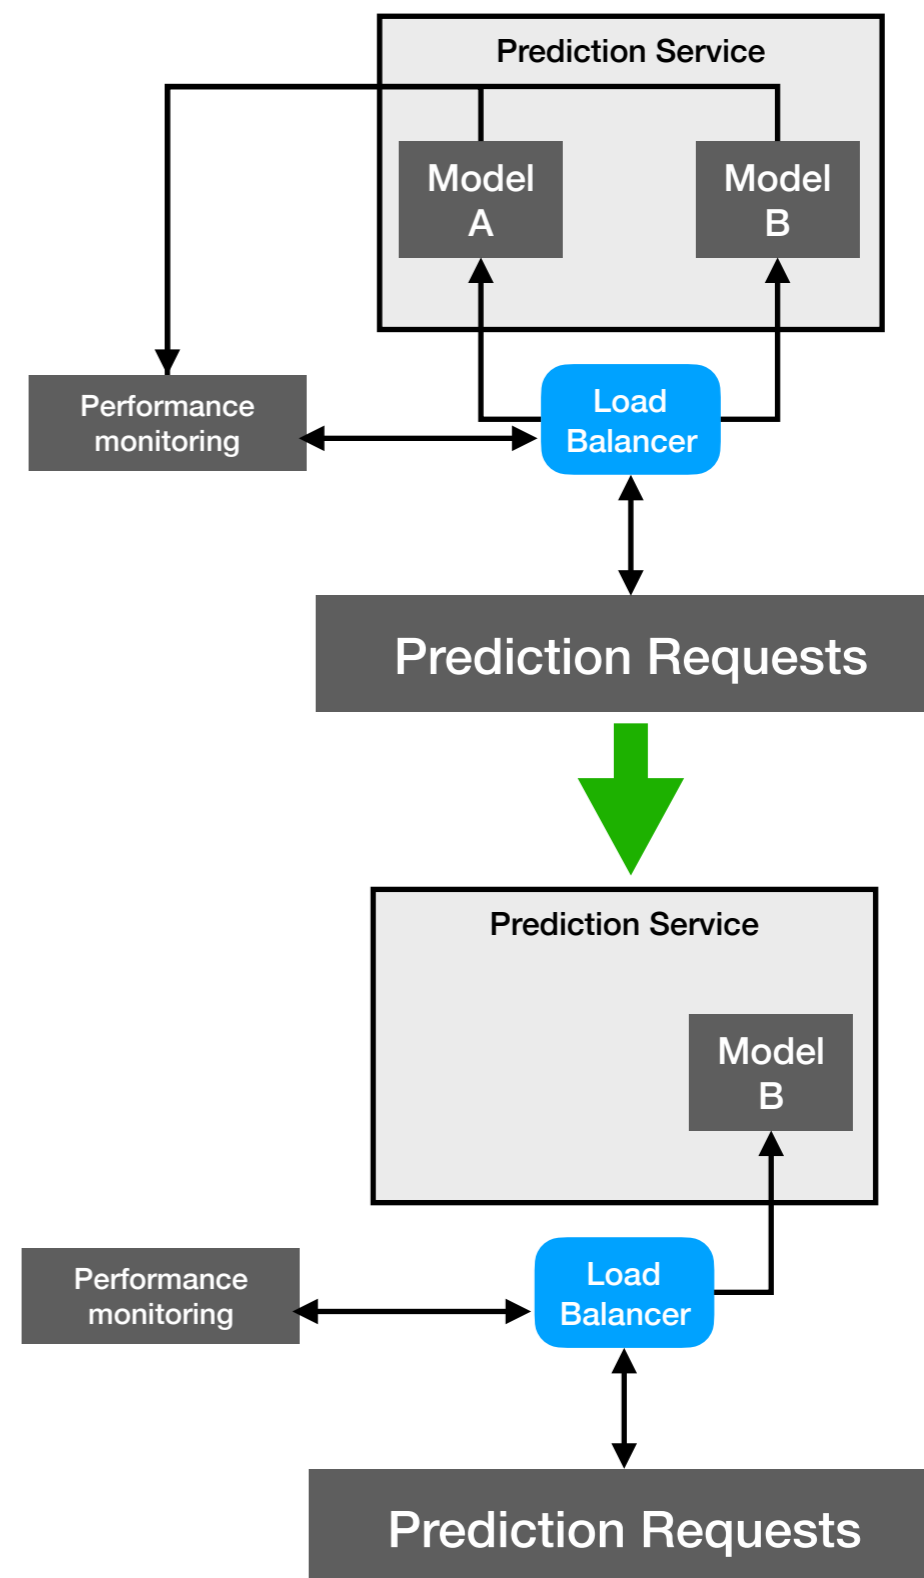 Prediction Service
Model
A
Model
B
Performance
monitoring
Load
Balancer
Prediction Requests
Prediction Service
Model
B
Performance
monitoring
Load
Balancer
Prediction Requests